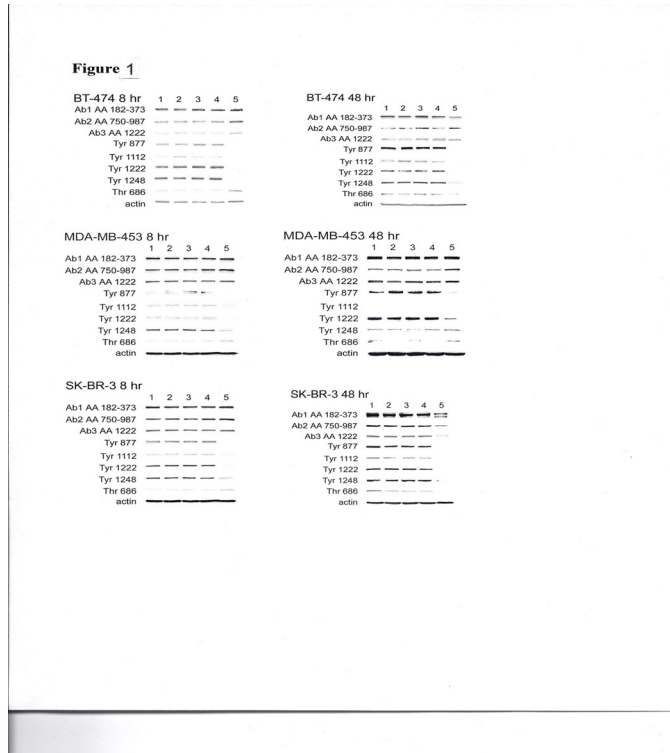 Figure 1
BT-474 8 hr 1 2 3 4 5
Ab1 AA 182-373
Ab2 AA 750-987
Ab3 AA 1222
Tyr 877
Tyr 1112
Tyr 1222
Tyr 1248
Thr 686
actin
BT-474 48 hr
1 2 3 4 5
Ab1 AA 182-373
Ab2 AA 750-987
Ab3 AA 1222
Tyr 877
Tyr 1112
Tyr 1222
Tyr 1248
Thr 686
actin
MDA-MB-453 8 hr
1 2 3 4 5
Ab1 AA 182-373
Ab2 AA 750-987
Ab3 AA 1222
Tyr 877
Tyr 1112
Tyr 1222
Tyr 1248
Thr 686
actin
MDA-MB-453 48 hr
1 2 3 4 5
Ab1 AA 182-373
Ab2 AA 750-987
Ab3 AA 1222
Tyr 877
Tyr 1112
Tyr 1222
Tyr 1248
Thr 686
actin
SK-BR-3 8 hr
1 2 3 4 5
Ab1 AA 182-373
Ab2 AA 750-987
Ab3 AA 1222
Tyr 877
Tyr 1112
Tyr 1222
Tyr 1248
Thr 686
actin
SK-BR-3 48 hr
1 2 3 4 5
Ab1 AA 182-373
Ab2 AA 750-987
Ab3 AA 1222
Tyr 877
Tyr 1112
Tyr 1222
Tyr 1248
Thr 686
actin